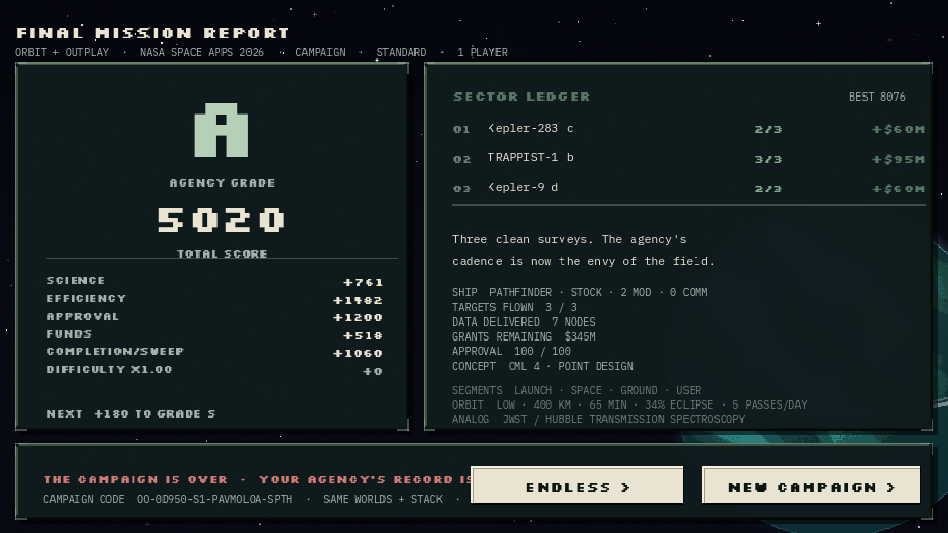 FINAL MISSION REPORT
ORBIT + OUTPLAY · NASA SPACE APPS 2026 · CAMPAIGN · STANDARD · 1 PLAYER
A
AGENCY GRADE
5020
TOTAL SCORE
SCIENCE +761
EFFICIENCY +1482
APPROVAL +1200
FUNDS +518
COMPLETION/SWEEP +1060
DIFFICULTY X1.00 +0
NEXT +180 TO GRADE S
SECTOR LEDGER BEST 8076
01 Kepler-283 c 2/3 +$60M
02 TRAPPIST-1 b 3/3 +$95M
03 Kepler-9 d 2/3 +$60M
Three clean surveys. The agency's
cadence is now the envy of the field.
SHIP PATHFINDER · STOCK · 2 MOD · 0 COMM
TARGETS FLOWN 3 / 3
DATA DELIVERED 7 NODES
GRANTS REMAINING $345M
APPROVAL 100 / 100
CONCEPT CML 4 - POINT DESIGN
SEGMENTS LAUNCH · SPACE · GROUND · USER
ORBIT LOW · 400 KM · 65 MIN · 34% ECLIPSE · 5 PASSES/DAY
ANALOG JWST / HUBBLE TRANSMISSION SPECTROSCOPY
THE CAMPAIGN IS OVER - YOUR AGENCY'S RECORD IS
CAMPAIGN CODE OO-0D950-S1-PAVMOLQA-SPTH · SAME WORLDS + STACK ·
ENDLESS >
NEW CAMPAIGN >